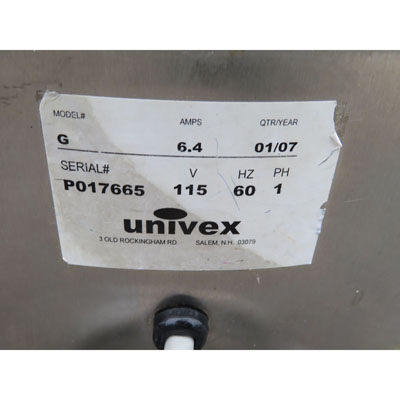 MODEL# AMPS QTR/YEAR
G 6.4 01/07
SERIAL# V HZ PH
P017665 115 60 1
univex
3 OLD ROCKINGHAM RD. SALEM, N.H. 03079